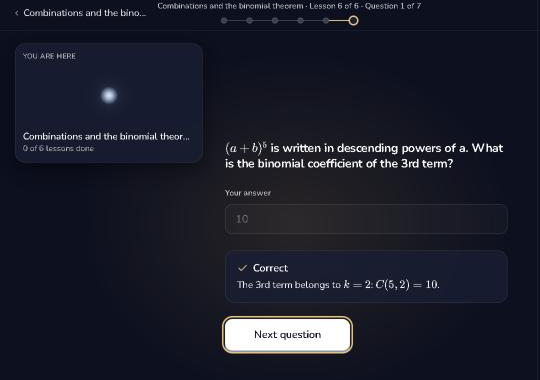 ‹ Combinations and the bino...
Combinations and the binomial theorem · Lesson 6 of 6 · Question 1 of 7
YOU ARE HERE
Combinations and the binomial theor...
0 of 6 lessons done
(a + b)⁵ is written in descending powers of a. What
is the binomial coefficient of the 3rd term?
Your answer
10
✓ Correct
The 3rd term belongs to k = 2: C(5, 2) = 10.
Next question